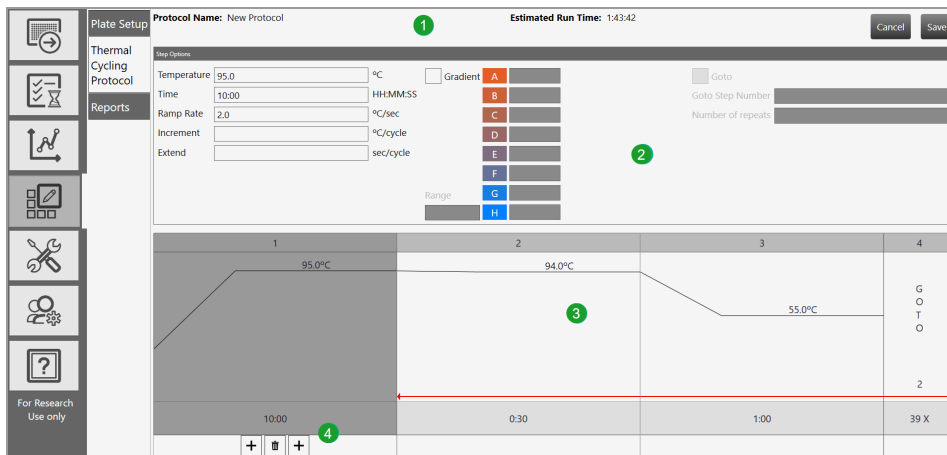 Plate Setup
Thermal
Cycling
Protocol
Reports
For Research
Use only
Protocol Name: New Protocol
1
Estimated Run Time: 1:43:42
Cancel
Save
Step Options
Temperature 95.0 ºC
Time 10:00 HH:MM:SS
Ramp Rate 2.0 ºC/sec
Increment ºC/cycle
Extend sec/cycle
Gradient
A
B
C
D
E
F
G
H
Range
Goto
Goto Step Number
Number of repeats
2
1 2 3 4
95.0ºC 94.0ºC 55.0ºC
3
G
O
T
O
2
10:00 0:30 1:00 39 X
4
+ +